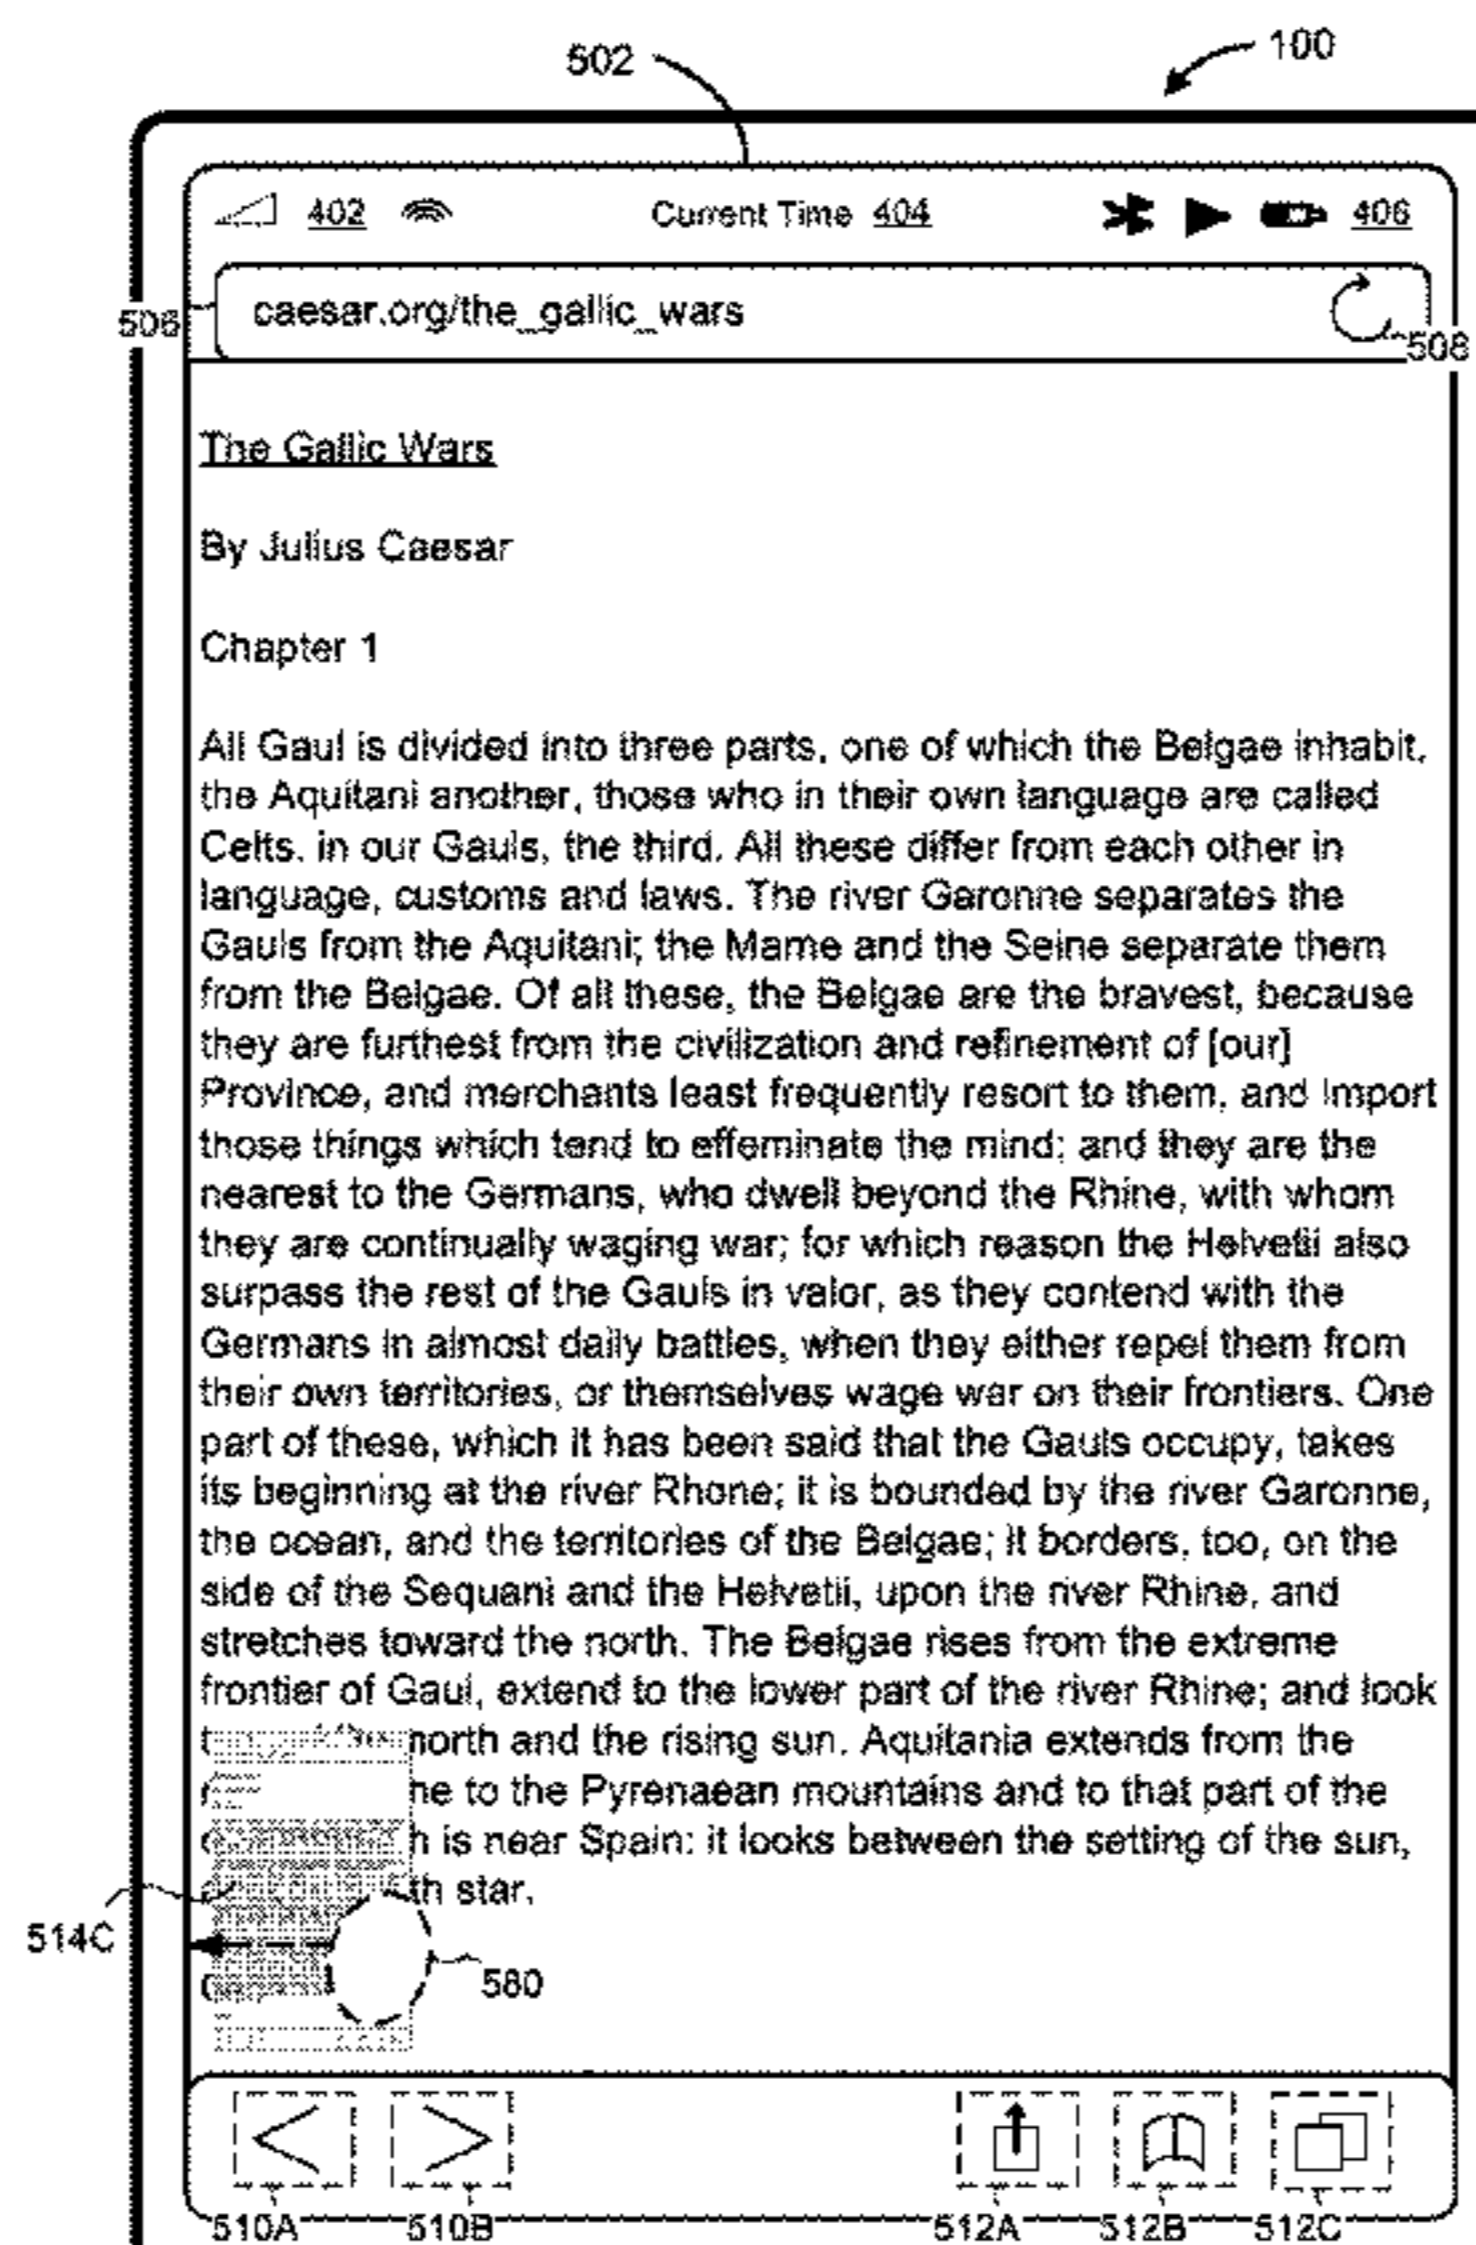 502
100
402 Current Time 404 406
506 caesar.org/the_gallic_wars 508
The Gallic Wars
By Julius Caesar
Chapter 1
All Gaul is divided into three parts, one of which the Belgae inhabit,
the Aquitani another, those who in their own language are called
Celts, in our Gauls, the third. All these differ from each other in
language, customs and laws. The river Garonne separates the
Gauls from the Aquitani; the Marne and the Seine separate them
from the Belgae. Of all these, the Belgae are the bravest, because
they are furthest from the civilization and refinement of [our]
Province, and merchants least frequently resort to them, and import
those things which tend to effeminate the mind; and they are the
nearest to the Germans, who dwell beyond the Rhine, with whom
they are continually waging war; for which reason the Helvetii also
surpass the rest of the Gauls in valor, as they contend with the
Germans in almost daily battles, when they either repel them from
their own territories, or themselves wage war on their frontiers. One
part of these, which it has been said that the Gauls occupy, takes
its beginning at the river Rhone; it is bounded by the river Garonne,
the ocean, and the territories of the Belgae; it borders, too, on the
side of the Sequani and the Helvetii, upon the river Rhine, and
stretches toward the north. The Belgae rises from the extreme
frontier of Gaul, extend to the lower part of the river Rhine; and look
north and the rising sun. Aquitania extends from the
ne to the Pyrenaean mountains and to that part of the
h is near Spain: it looks between the setting of the sun,
th star.
514C
580
510A 510B 512A 512B 512C